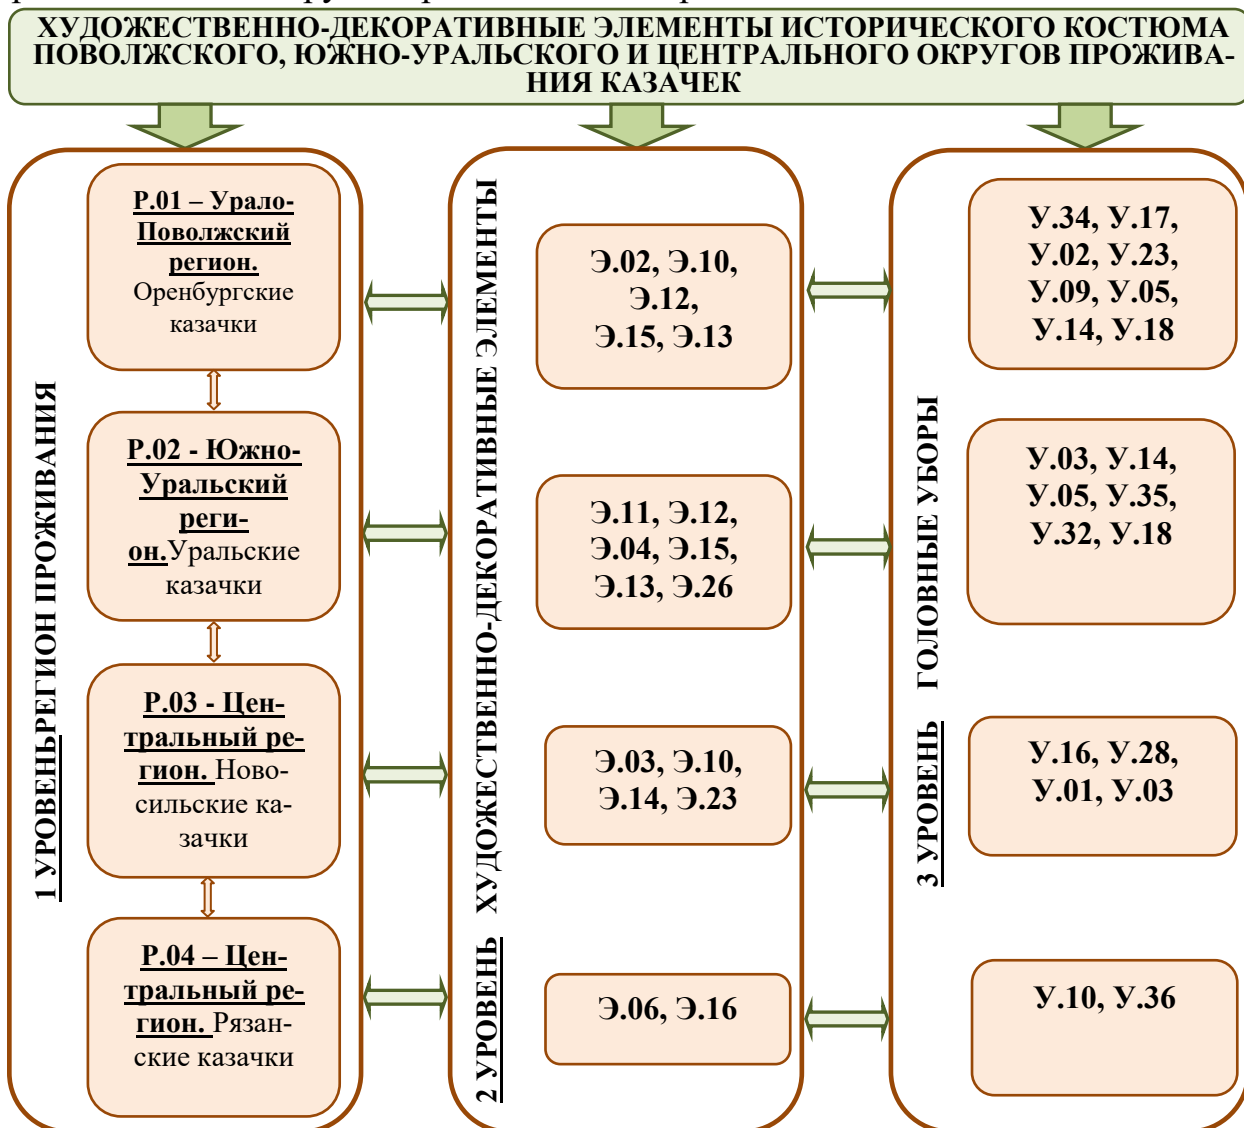 ХУДОЖЕСТВЕННО-ДЕКОРАТИВНЫЕ ЭЛЕМЕНТЫ ИСТОРИЧЕСКОГО КОСТЮМА
ПОВОЛЖСКОГО, ЮЖНО-УРАЛЬСКОГО И ЦЕНТРАЛЬНОГО ОКРУГОВ ПРОЖИВА-
НИЯ КАЗАЧЕК
1 УРОВЕНЬРЕГИОН ПРОЖИВАНИЯ
Р.01 – Урало-
Поволжский
регион.
Оренбургские
казачки
Р.02 - Южно-
Уральский
реги-
он.Уральские
казачки
Р.03 - Цен-
тральный ре-
гион. Ново-
сильские ка-
зачки
Р.04 – Цен-
тральный ре-
гион. Рязан-
ские казачки
2 УРОВЕНЬ ХУДОЖЕСТВЕННО-ДЕКОРАТИВНЫЕ ЭЛЕМЕНТЫ
Э.02, Э.10,
Э.12,
Э.15, Э.13
Э.11, Э.12,
Э.04, Э.15,
Э.13, Э.26
Э.03, Э.10,
Э.14, Э.23
Э.06, Э.16
3 УРОВЕНЬ ГОЛОВНЫЕ УБОРЫ
У.34, У.17,
У.02, У.23,
У.09, У.05,
У.14, У.18
У.03, У.14,
У.05, У.35,
У.32, У.18
У.16, У.28,
У.01, У.03
У.10, У.36